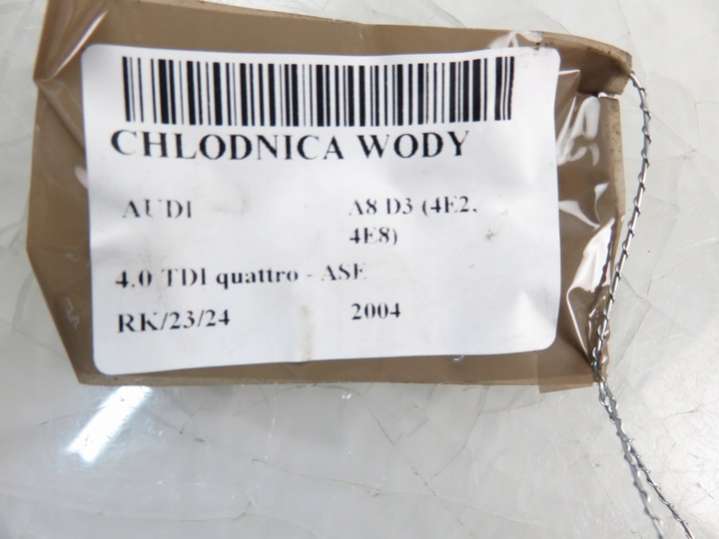 CHLODNICA WODY
AUDI A8 D3 (4E2,
4E8)
4.0 TDI quattro - ASE
RK/23/24 2004